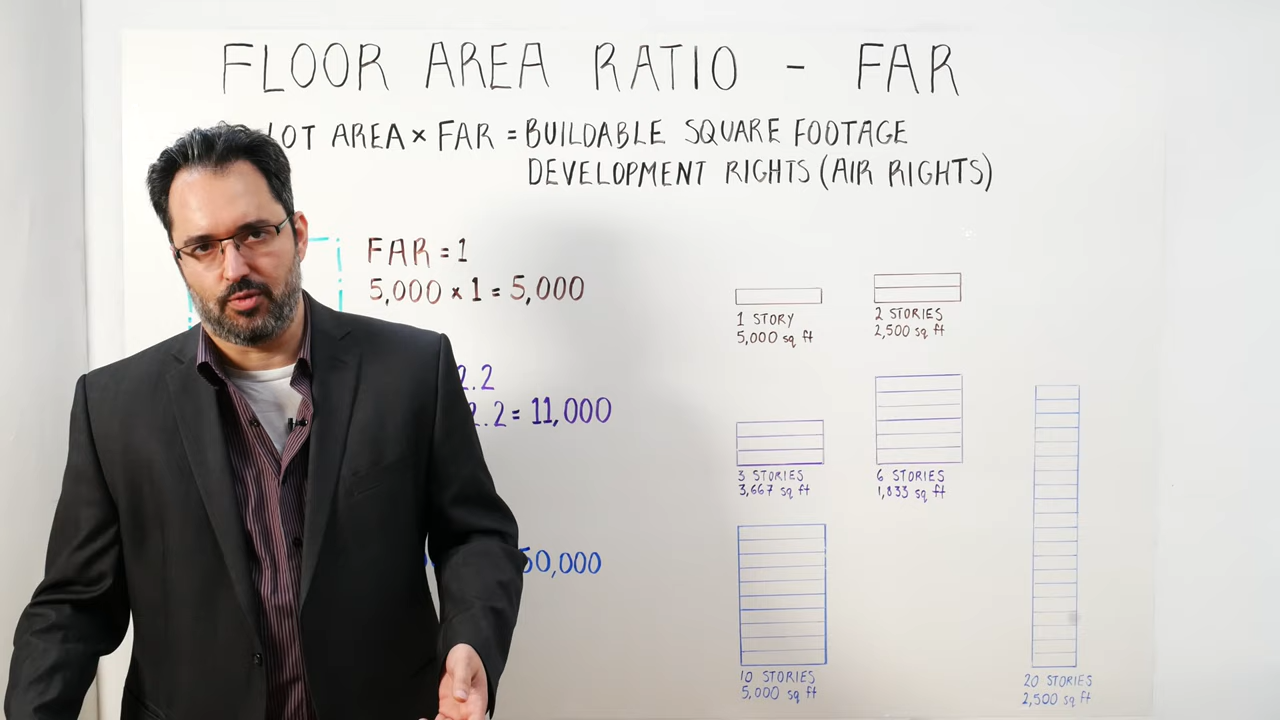 FLOOR AREA RATIO - FAR
LOT AREA × FAR = BUILDABLE SQUARE FOOTAGE
DEVELOPMENT RIGHTS (AIR RIGHTS)
FAR = 1
5,000 × 1 = 5,000
2.2
2.2 = 11,000
50,000
1 STORY
5,000 sq ft
2 STORIES
2,500 sq ft
3 STORIES
3,667 sq ft
6 STORIES
1,833 sq ft
10 STORIES
5,000 sq ft
20 STORIES
2,500 sq ft